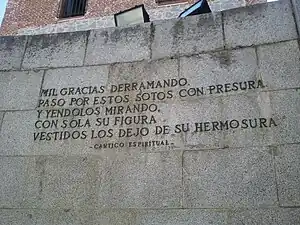 MIL GRACIAS DERRAMANDO,
PASO POR ESTOS SOTOS CON PRESURA
Y YENDOLOS MIRANDO,
CON SOLA SU FIGURA
VESTIDOS LOS DEJO DE SU HERMOSURA
- CANTICO ESPIRITUAL -